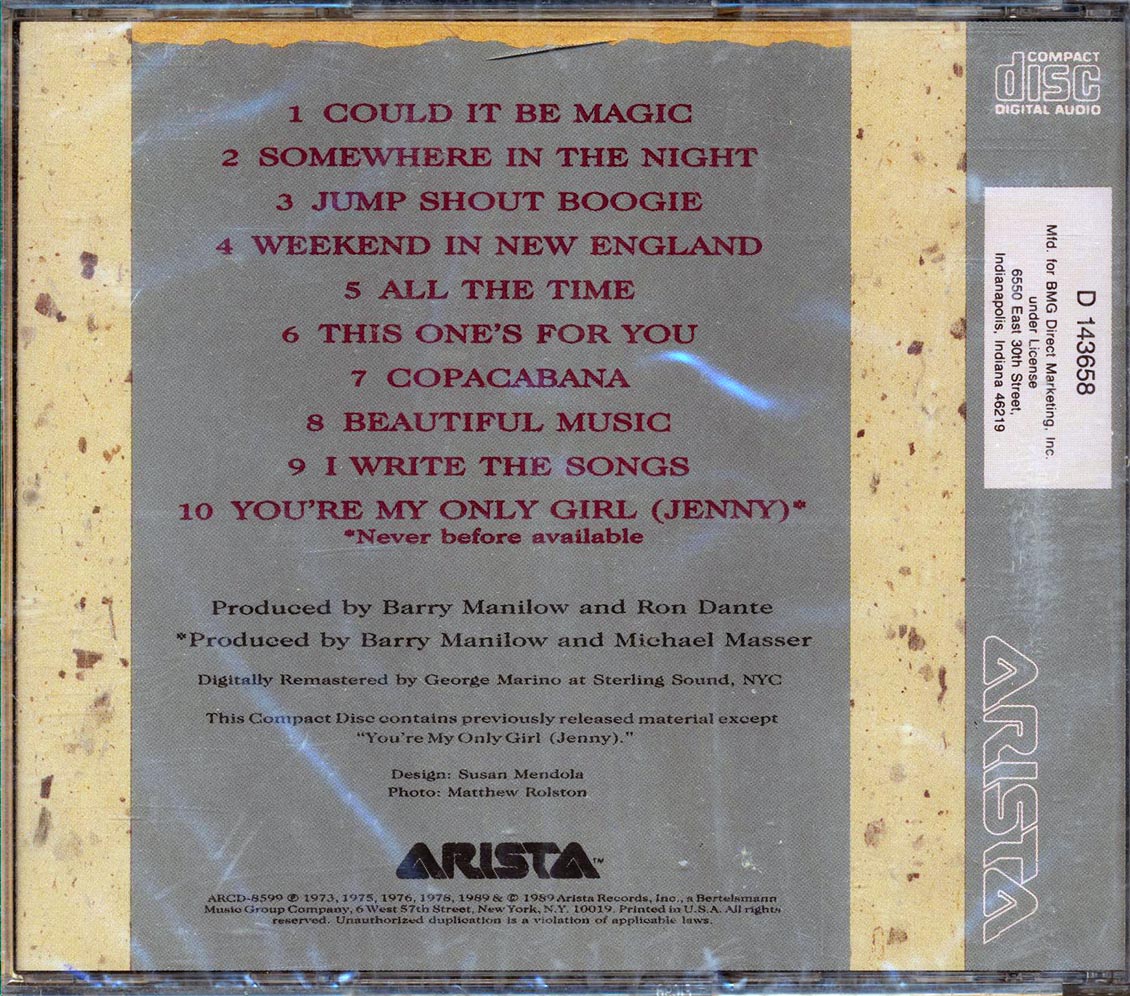 1 COULD IT BE MAGIC
2 SOMEWHERE IN THE NIGHT
3 JUMP SHOUT BOOGIE
4 WEEKEND IN NEW ENGLAND
5 ALL THE TIME
6 THIS ONE'S FOR YOU
7 COPACABANA
8 BEAUTIFUL MUSIC
9 I WRITE THE SONGS
10 YOU'RE MY ONLY GIRL (JENNY)*
*Never before available
Produced by Barry Manilow and Ron Dante
*Produced by Barry Manilow and Michael Masser
Digitally Remastered by George Marino at Sterling Sound, NYC
This Compact Disc contains previously released material except
"You're My Only Girl (Jenny)."
Design: Susan Mendola
Photo: Matthew Rolston
ARISTA™
ARCD-8599 ℗ 1973, 1975, 1976, 1978, 1989 & © 1989 Arista Records, Inc., a Bertelsmann
Music Group Company, 6 West 57th Street, New York, N.Y. 10019. Printed in U.S.A. All rights
reserved. Unauthorized duplication is a violation of applicable laws.
COMPACT
disc
DIGITAL AUDIO
D 143658
Mfd. for BMG Direct Marketing, Inc.
under License
6550 East 30th Street,
Indianapolis, Indiana 46219
ARISTA